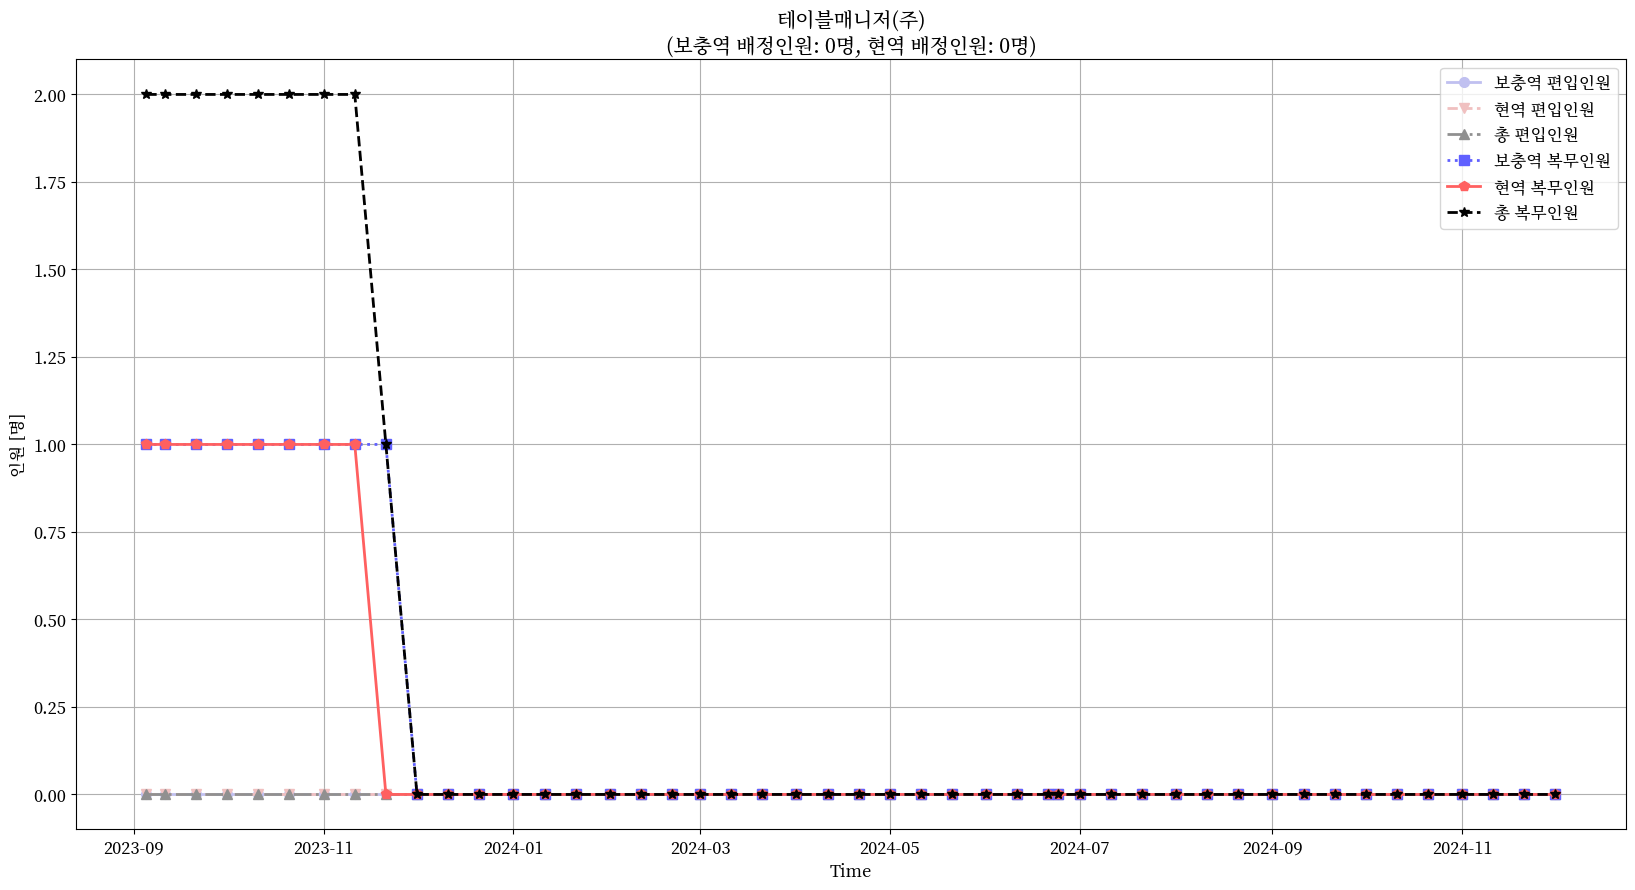 테이블매니저(주)
(보충역 배정인원: 0명, 현역 배정인원: 0명)
보충역 편입인원
현역 편입인원
총 편입인원
보충역 복무인원
현역 복무인원
총 복무인원
인원 [명]
2.00
1.75
1.50
1.25
1.00
0.75
0.50
0.25
0.00
2023-09
2023-11
2024-01
2024-03
2024-05
2024-07
2024-09
2024-11
Time